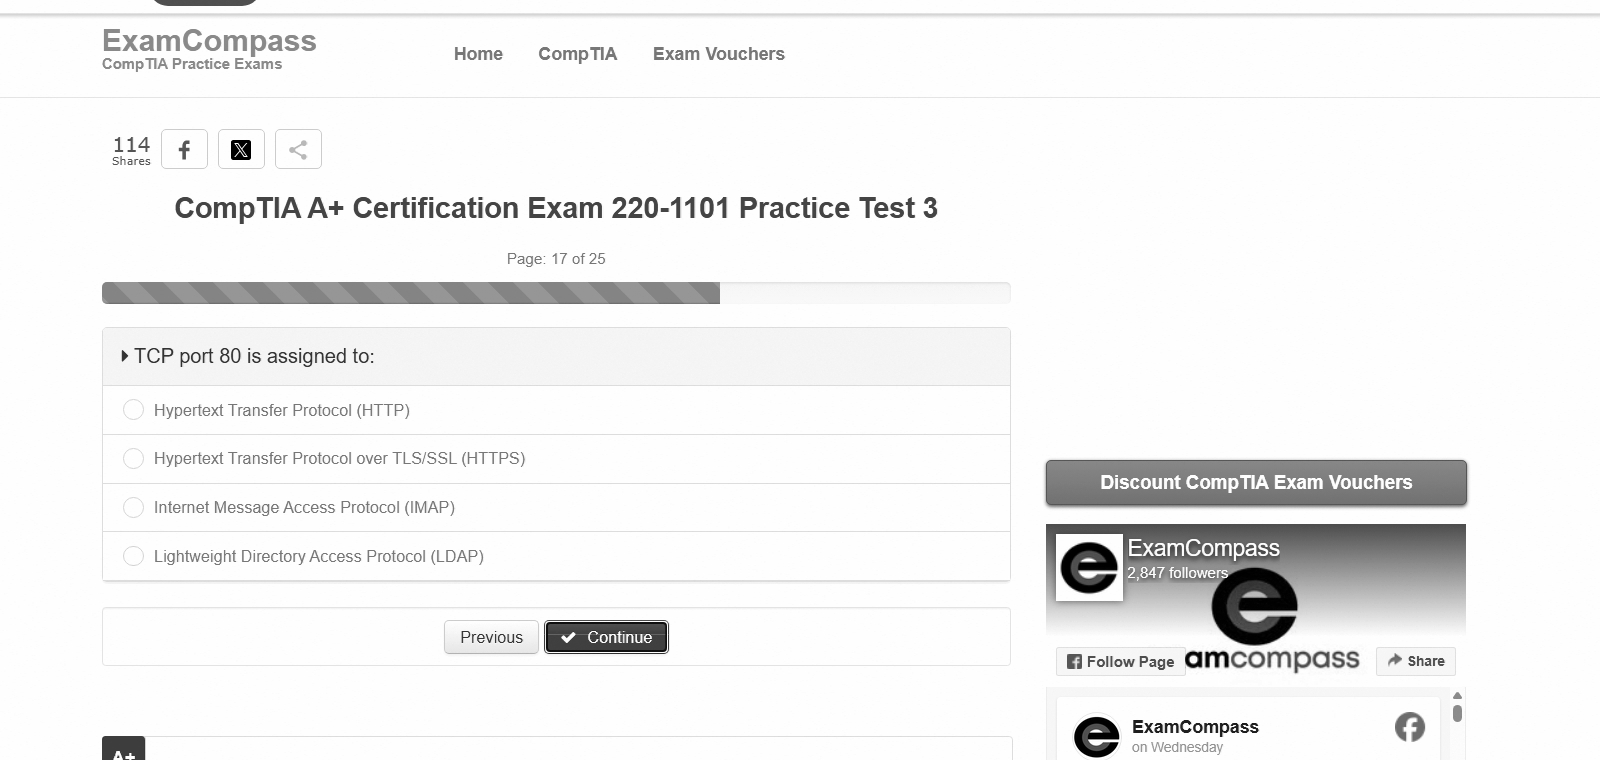 ExamCompass
CompTIA Practice Exams
Home
CompTIA
Exam Vouchers
114
Shares
CompTIA A+ Certification Exam 220-1101 Practice Test 3
Page: 17 of 25
TCP port 80 is assigned to:
Hypertext Transfer Protocol (HTTP)
Hypertext Transfer Protocol over TLS/SSL (HTTPS)
Internet Message Access Protocol (IMAP)
Lightweight Directory Access Protocol (LDAP)
Previous
Continue
A+
Discount CompTIA Exam Vouchers
ExamCompass
2,847 followers
amcompass
Follow Page
Share
ExamCompass
on Wednesday